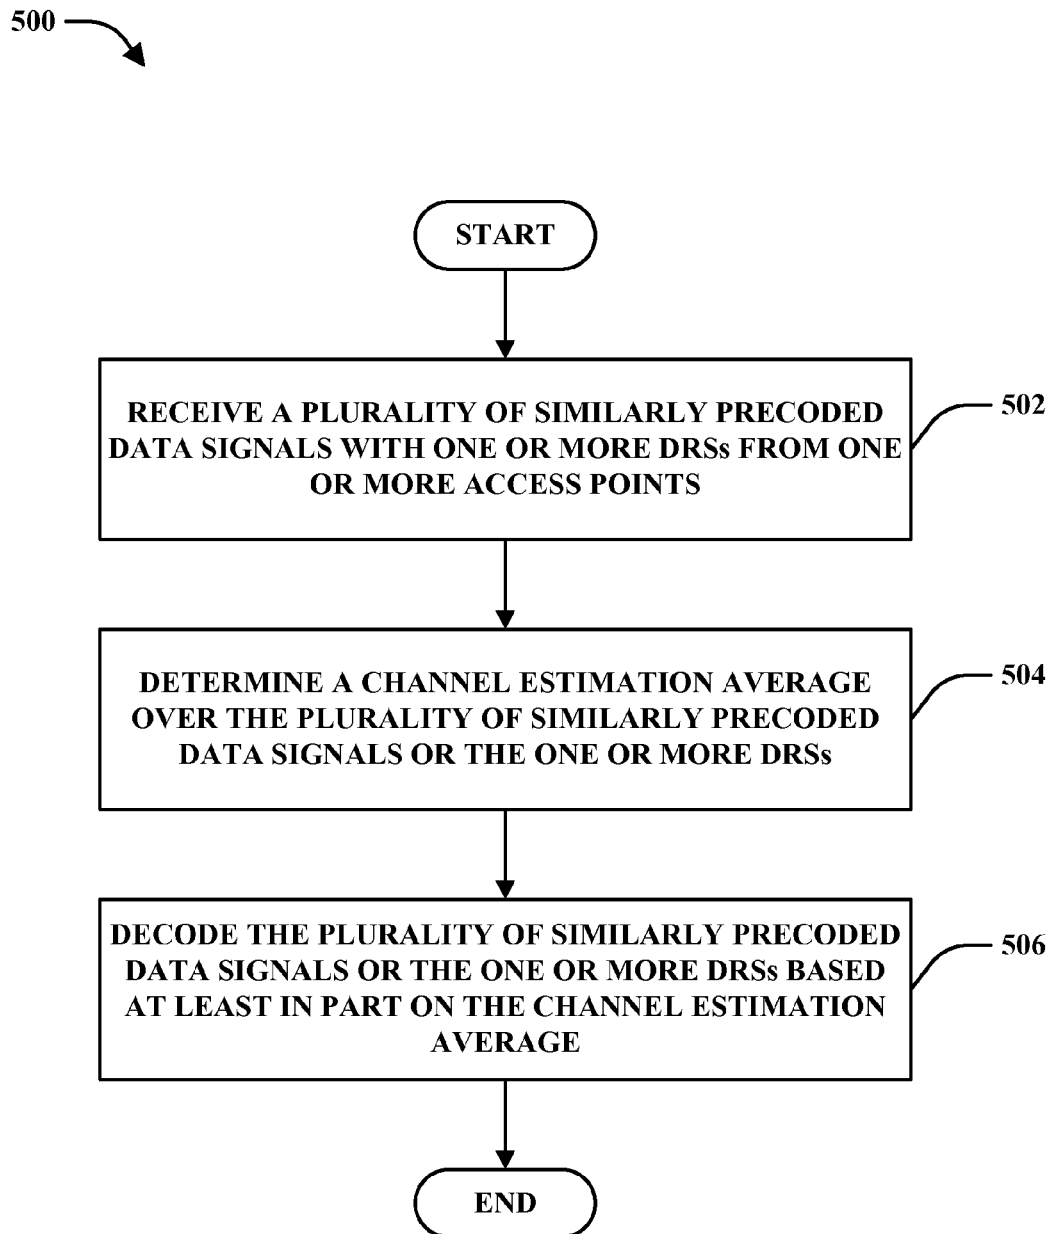 500
START
RECEIVE A PLURALITY OF SIMILARLY PRECODED
DATA SIGNALS WITH ONE OR MORE DRSs FROM ONE
OR MORE ACCESS POINTS
502
DETERMINE A CHANNEL ESTIMATION AVERAGE
OVER THE PLURALITY OF SIMILARLY PRECODED
DATA SIGNALS OR THE ONE OR MORE DRSs
504
DECODE THE PLURALITY OF SIMILARLY PRECODED
DATA SIGNALS OR THE ONE OR MORE DRSs BASED
AT LEAST IN PART ON THE CHANNEL ESTIMATION
AVERAGE
506
END